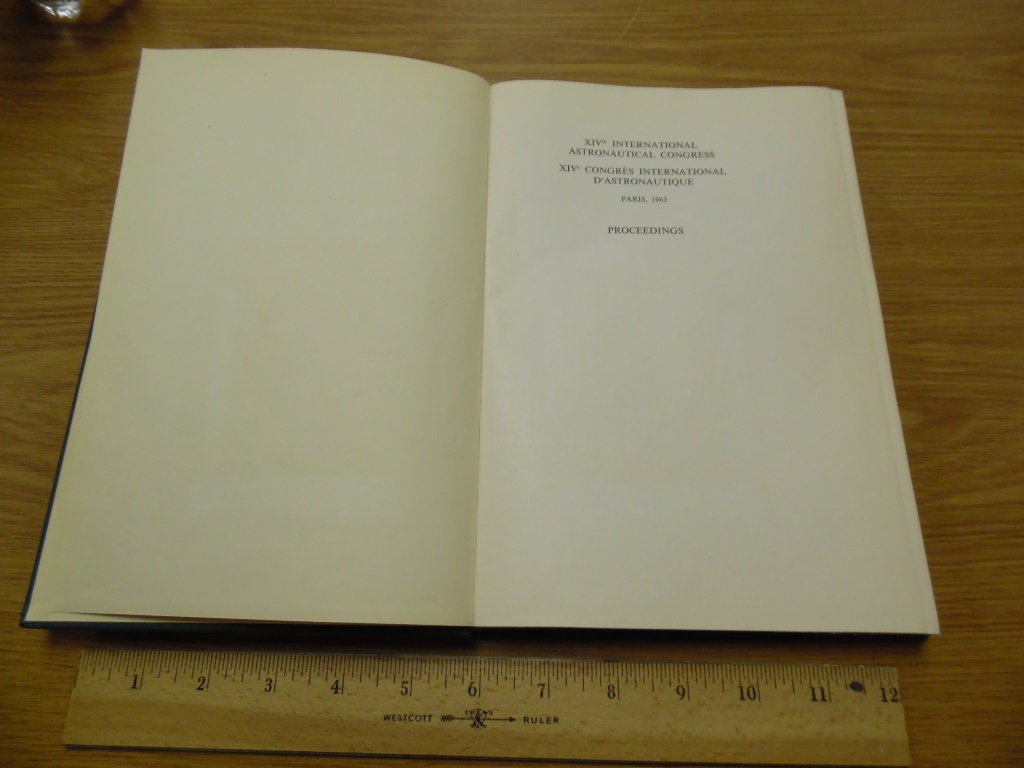 XIVth INTERNATIONAL
ASTRONAUTICAL CONGRESS
XIVe CONGRÈS INTERNATIONAL
D'ASTRONAUTIQUE
PARIS, 1963
PROCEEDINGS
1 2 3 4 5 6 7 8 9 10 11 12
WESTCOTT RULER